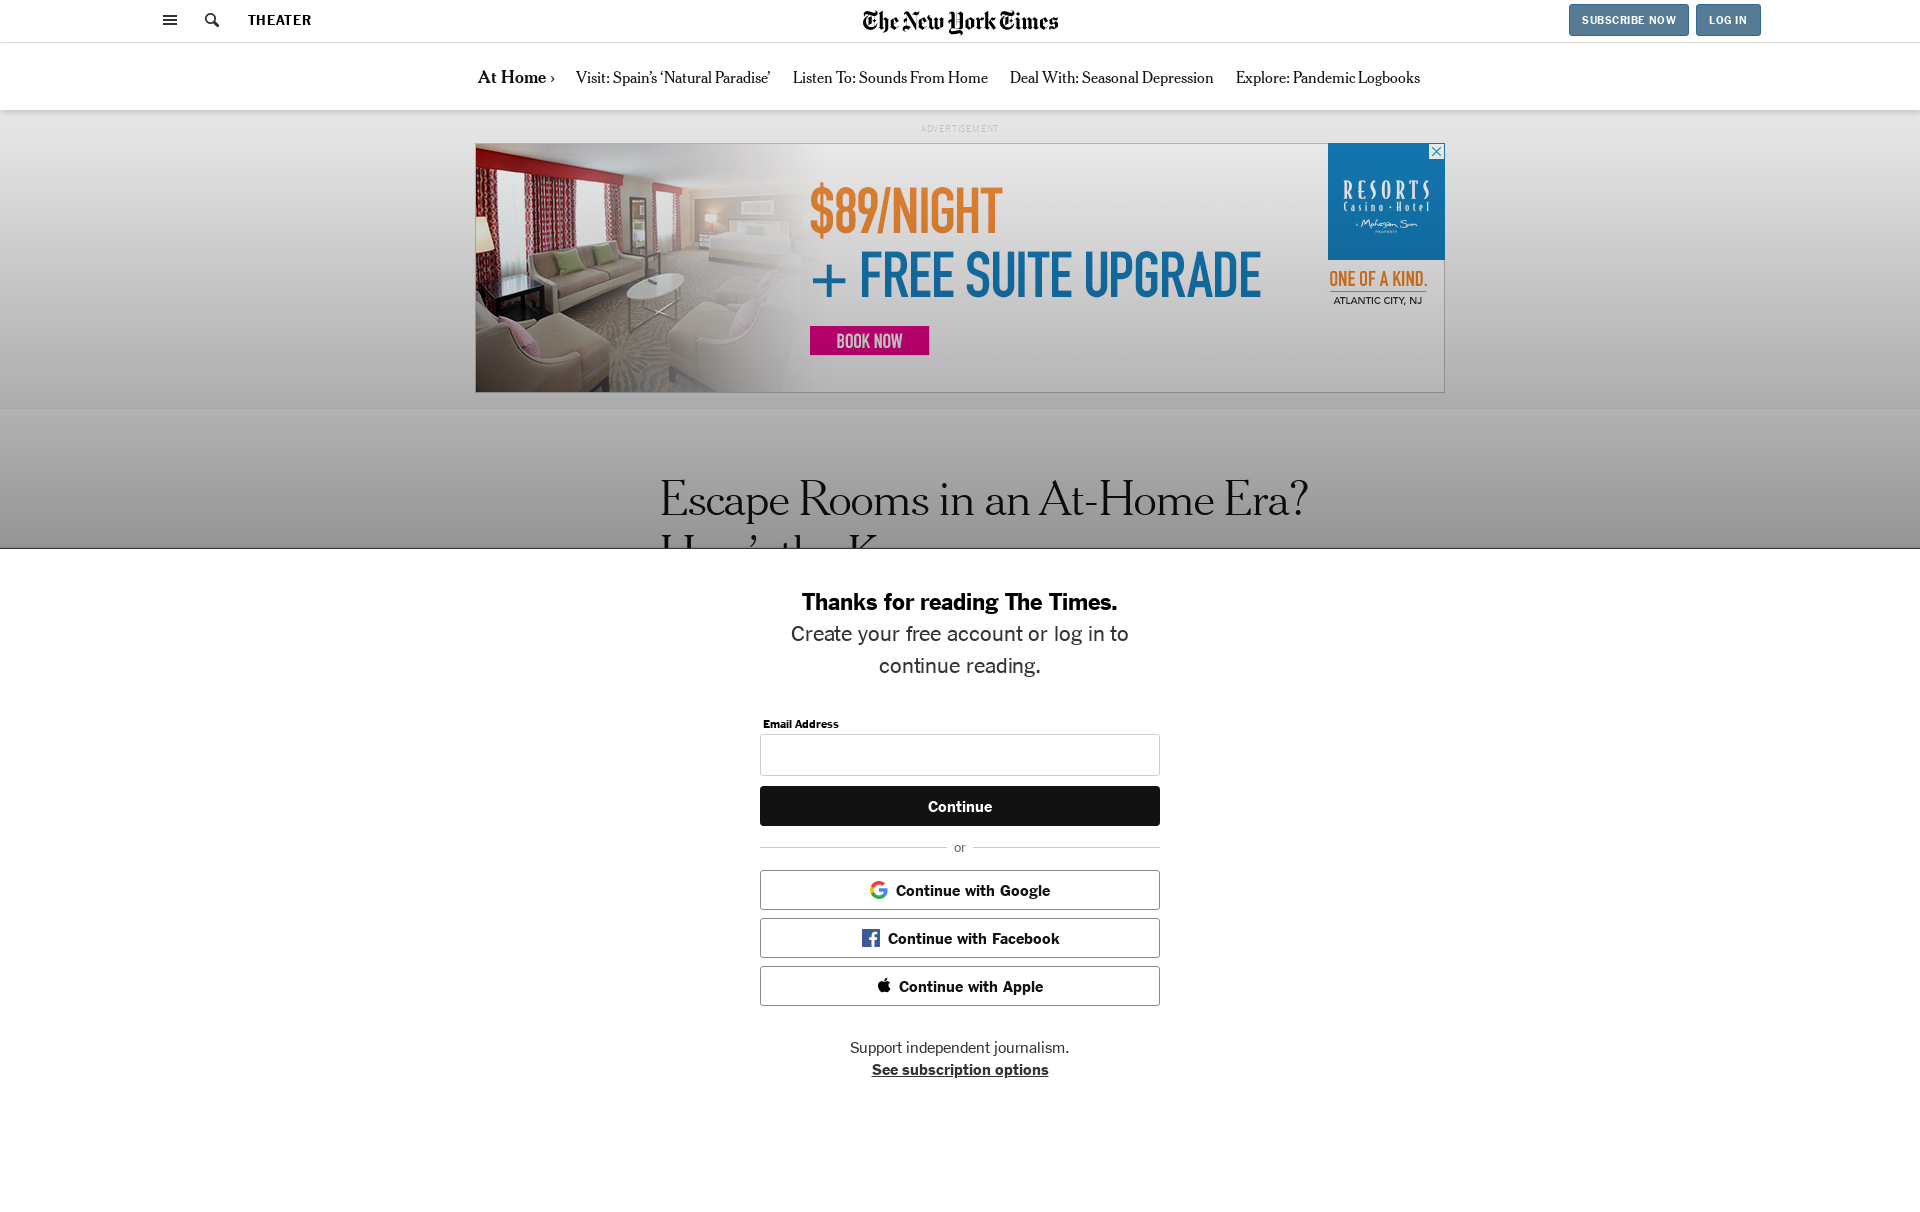 THEATER
The New York Times
SUBSCRIBE NOW
LOG IN
At Home ›
Visit: Spain’s ‘Natural Paradise’
Listen To: Sounds From Home
Deal With: Seasonal Depression
Explore: Pandemic Logbooks
ADVERTISEMENT
$89/NIGHT
+ FREE SUITE UPGRADE
BOOK NOW
RESORTS
Casino • Hotel
a Mohegan Sun
PROPERTY
ONE OF A KIND.
ATLANTIC CITY, NJ
Escape Rooms in an At-Home Era?
Thanks for reading The Times.
Create your free account or log in to
continue reading.
Email Address
Continue
or
Continue with Google
Continue with Facebook
Continue with Apple
Support independent journalism.
See subscription options